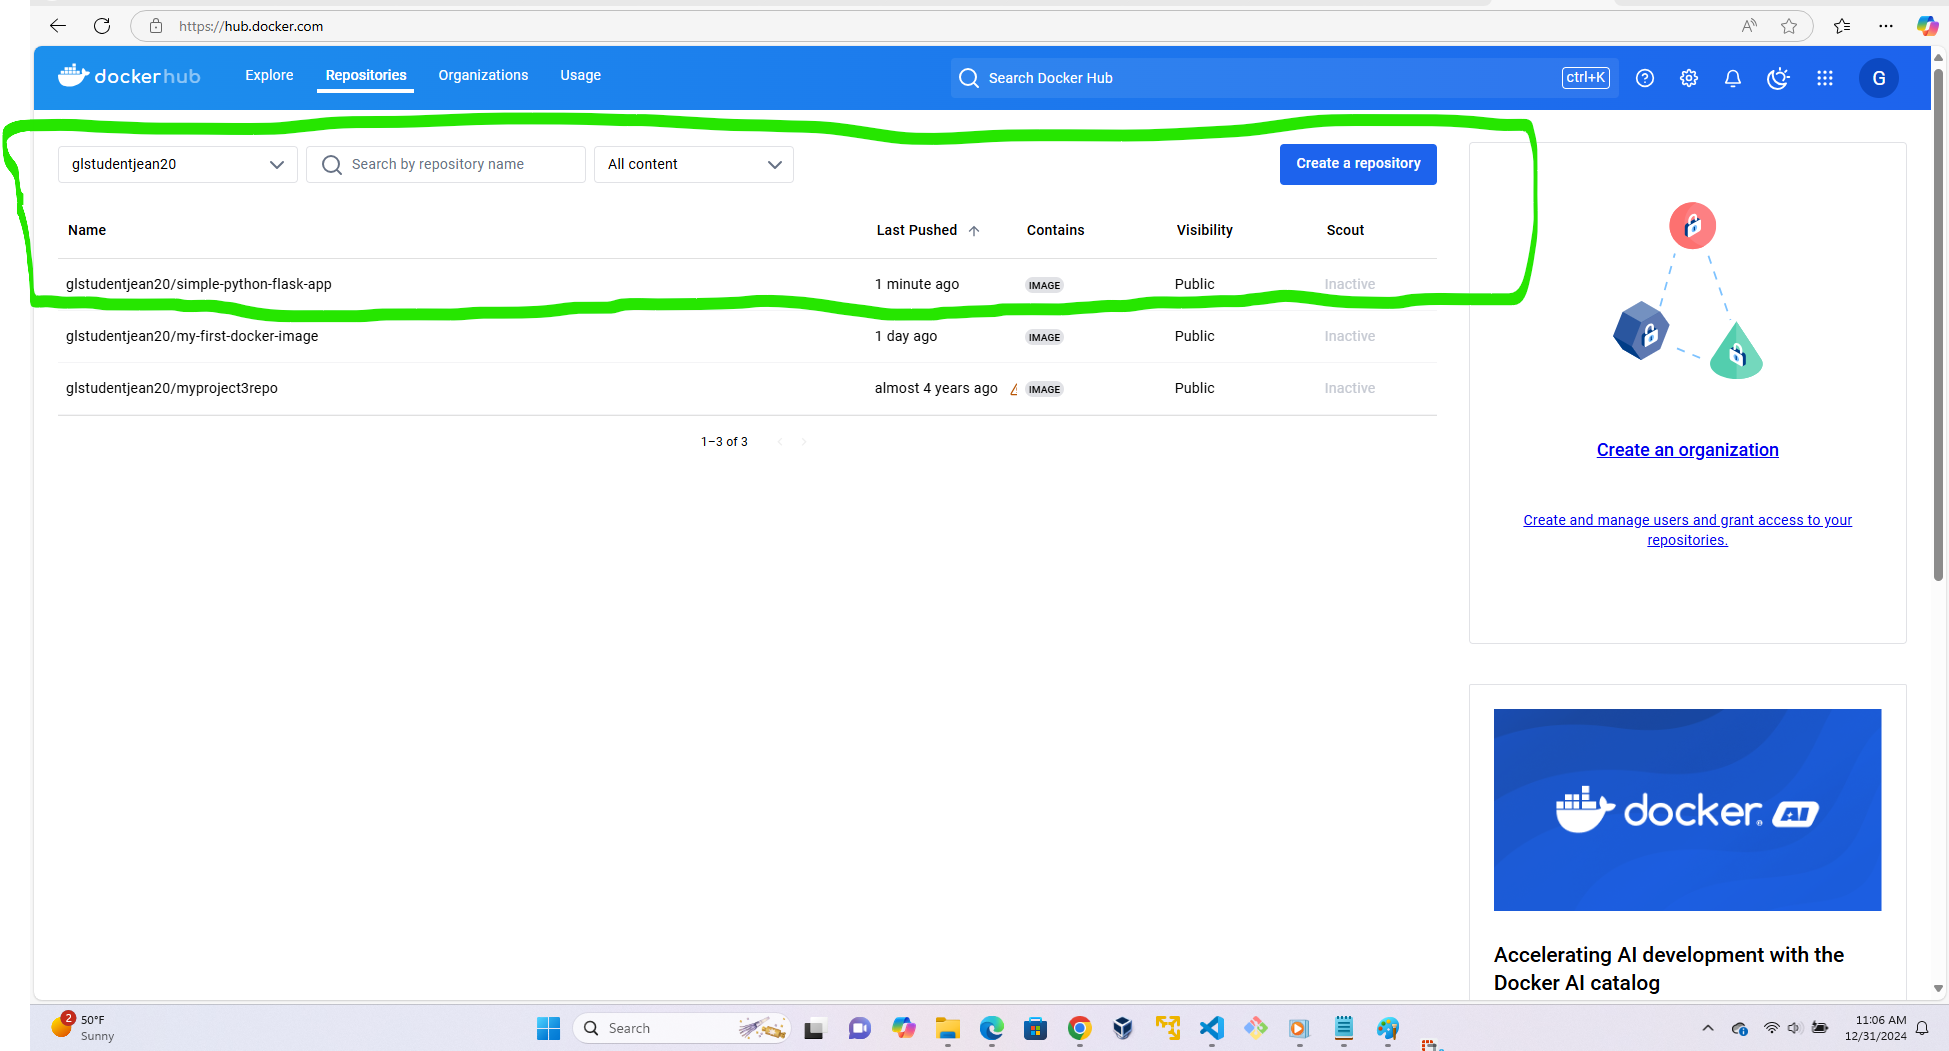 https://hub.docker.com
dockerhub Explore Repositories Organizations Usage Search Docker Hub ctrl+K G
glstudentjean20 Search by repository name All content Create a repository
Name Last Pushed Contains Visibility Scout
glstudentjean20/simple-python-flask-app 1 minute ago IMAGE Public Inactive
glstudentjean20/my-first-docker-image 1 day ago IMAGE Public Inactive
glstudentjean20/myproject3repo almost 4 years ago IMAGE Public Inactive
1–3 of 3
Create an organization
Create and manage users and grant access to your
repositories.
docker AI
Accelerating AI development with the
Docker AI catalog
2 50°F
Sunny
Search
11:06 AM
12/31/2024